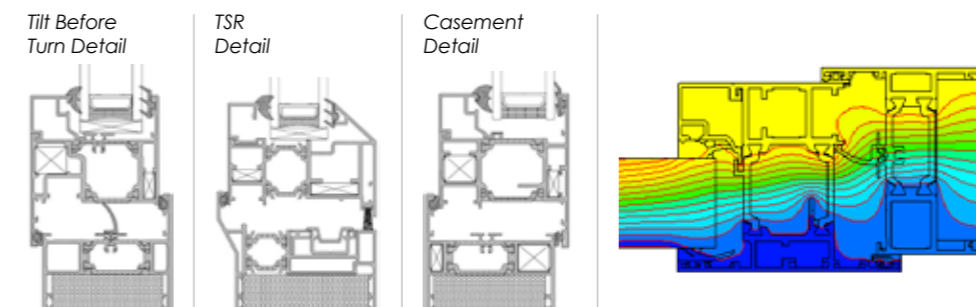 Tilt Before
Turn Detail
TSR
Detail
Casement
Detail